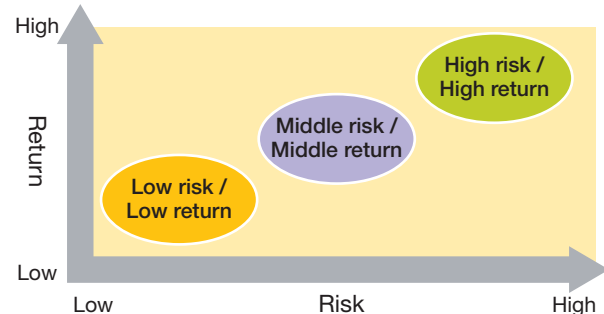 High
High risk /
High return
Middle risk /
Middle return
Return
Low risk /
Low return
Low
Low
Risk
High